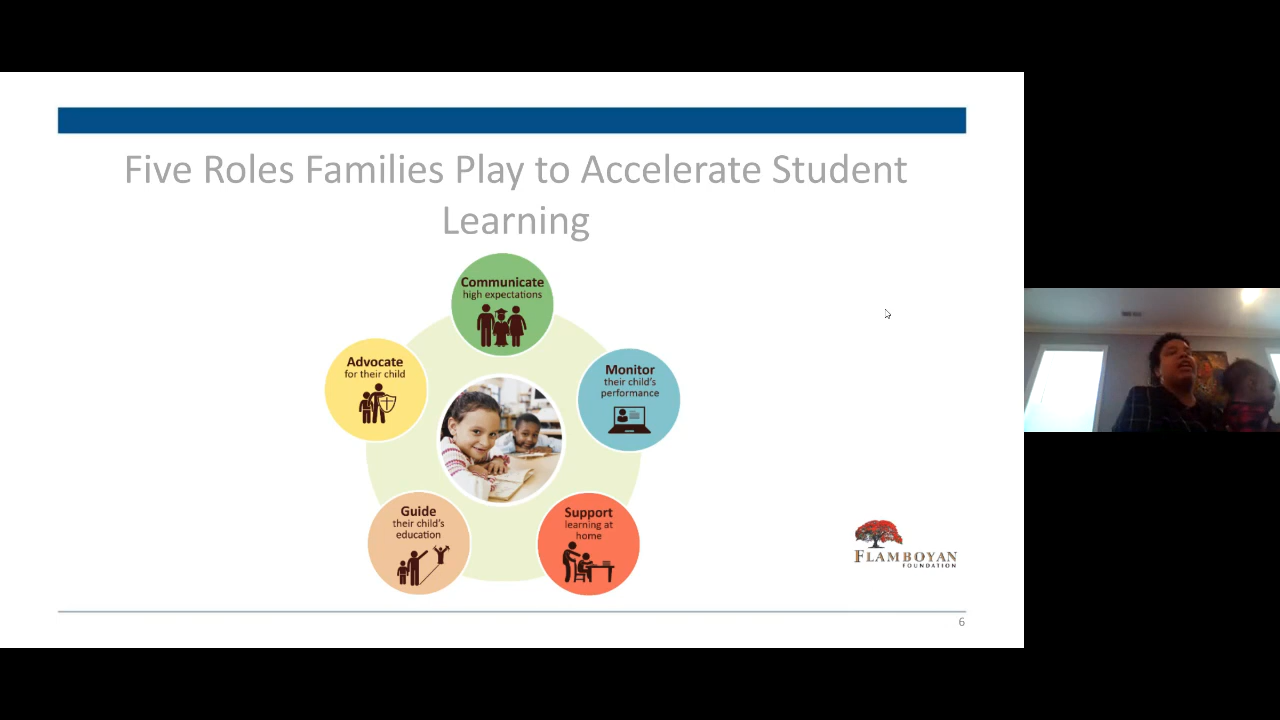 Five Roles Families Play to Accelerate Student
Learning
Communicate
high expectations
Advocate
for their child
Monitor
their child's
performance
Guide
their child's
education
Support
learning at
home
FLAMBOYAN
FOUNDATION
6